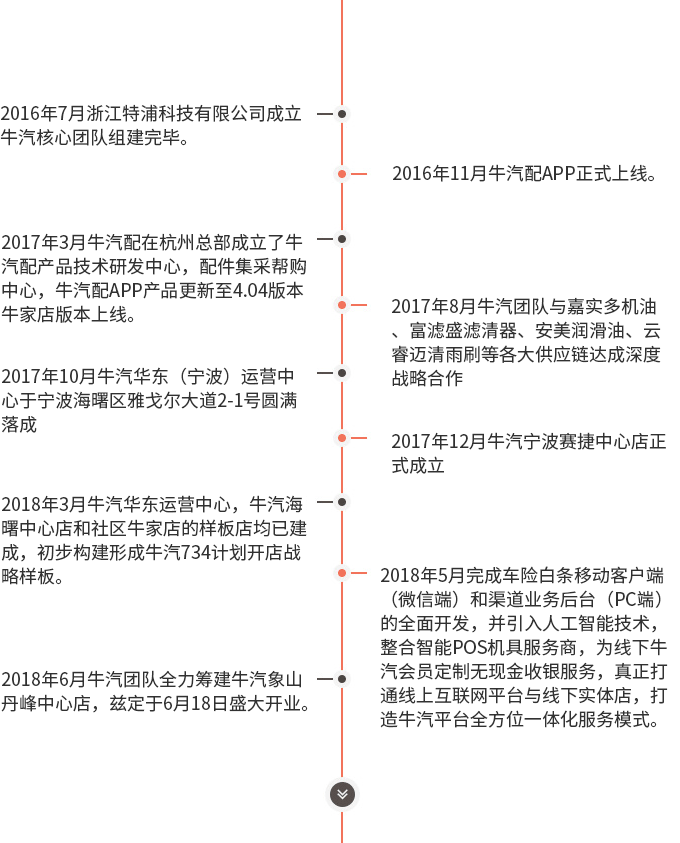 2016年7月浙江特浦科技有限公司成立
牛汽核心团队组建完毕。
2016年11月牛汽配APP正式上线。
2017年3月牛汽配在杭州总部成立了牛
汽配产品技术研发中心，配件集采帮购
中心，牛汽配APP产品更新至4.04版本
牛家店版本上线。
2017年8月牛汽团队与嘉实多机油
、富滤盛滤清器、安美润滑油、云
睿迈清雨刷等各大供应链达成深度
战略合作
2017年10月牛汽华东（宁波）运营中
心于宁波海曙区雅戈尔大道2-1号圆满
落成
2017年12月牛汽宁波赛捷中心店正
式成立
2018年3月牛汽华东运营中心，牛汽海
曙中心店和社区牛家店的样板店均已建
成，初步构建形成牛汽734计划开店战
略样板。
2018年5月完成车险白条移动客户端
（微信端）和渠道业务后台（PC端）
的全面开发，并引入人工智能技术，
整合智能POS机具服务商，为线下牛
汽会员定制无现金收银服务，真正打
通线上互联网平台与线下实体店，打
造牛汽平台全方位一体化服务模式。
2018年6月牛汽团队全力筹建牛汽象山
丹峰中心店，兹定于6月18日盛大开业。